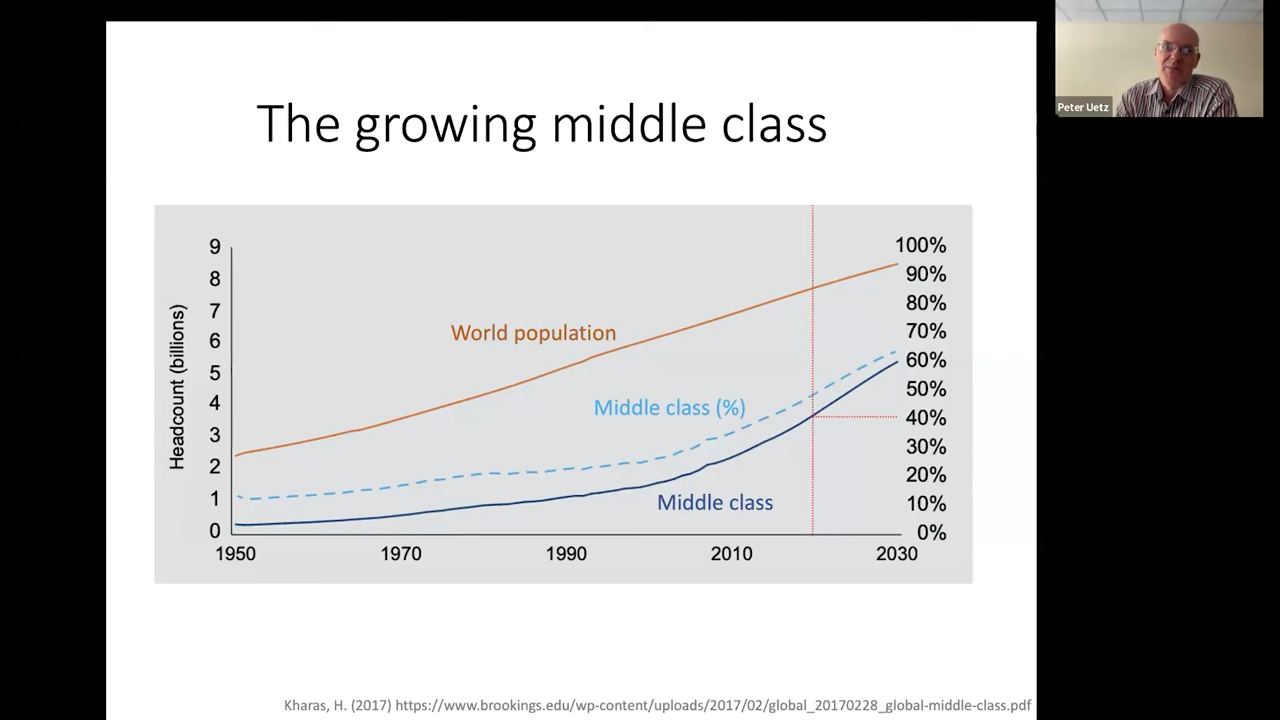 Peter Uetz
The growing middle class
Headcount (billions)
9
8
7
6
5
4
3
2
1
0
100%
90%
80%
70%
60%
50%
40%
30%
20%
10%
0%
World population
Middle class (%)
Middle class
1950 1970 1990 2010 2030
Kharas, H. (2017) https://www.brookings.edu/wp-content/uploads/2017/02/global_20170228_global-middle-class.pdf